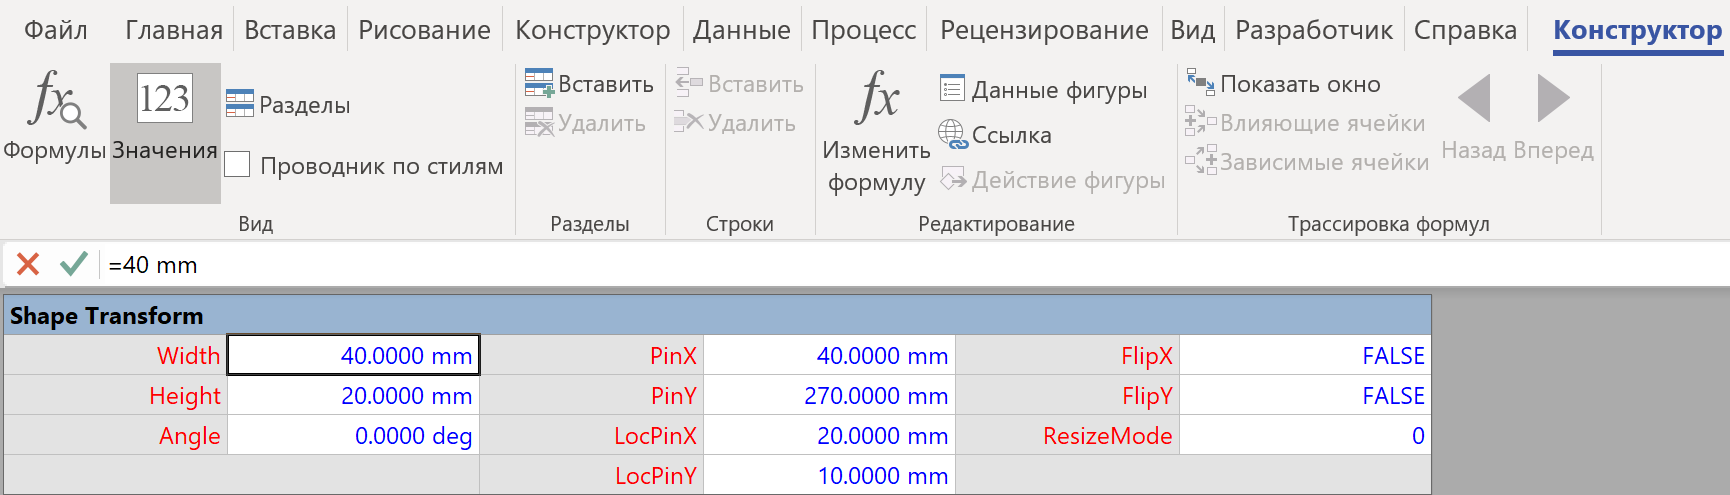 Файл Главная Вставка Рисование Конструктор Данные Процесс Рецензирование Вид Разработчик Справка Конструктор
Формулы
123
Значения
Разделы
Проводник по стилям
Вид
Вставить
Удалить
Разделы
Вставить
Удалить
Строки
fx
Изменить
формулу
Данные фигуры
Ссылка
Действие фигуры
Редактирование
Показать окно
Влияющие ячейки
Зависимые ячейки
Назад Вперед
Трассировка формул
=40 mm
Shape Transform
Width 40.0000 mm PinX 40.0000 mm FlipX FALSE
Height 20.0000 mm PinY 270.0000 mm FlipY FALSE
Angle 0.0000 deg LocPinX 20.0000 mm ResizeMode 0
LocPinY 10.0000 mm